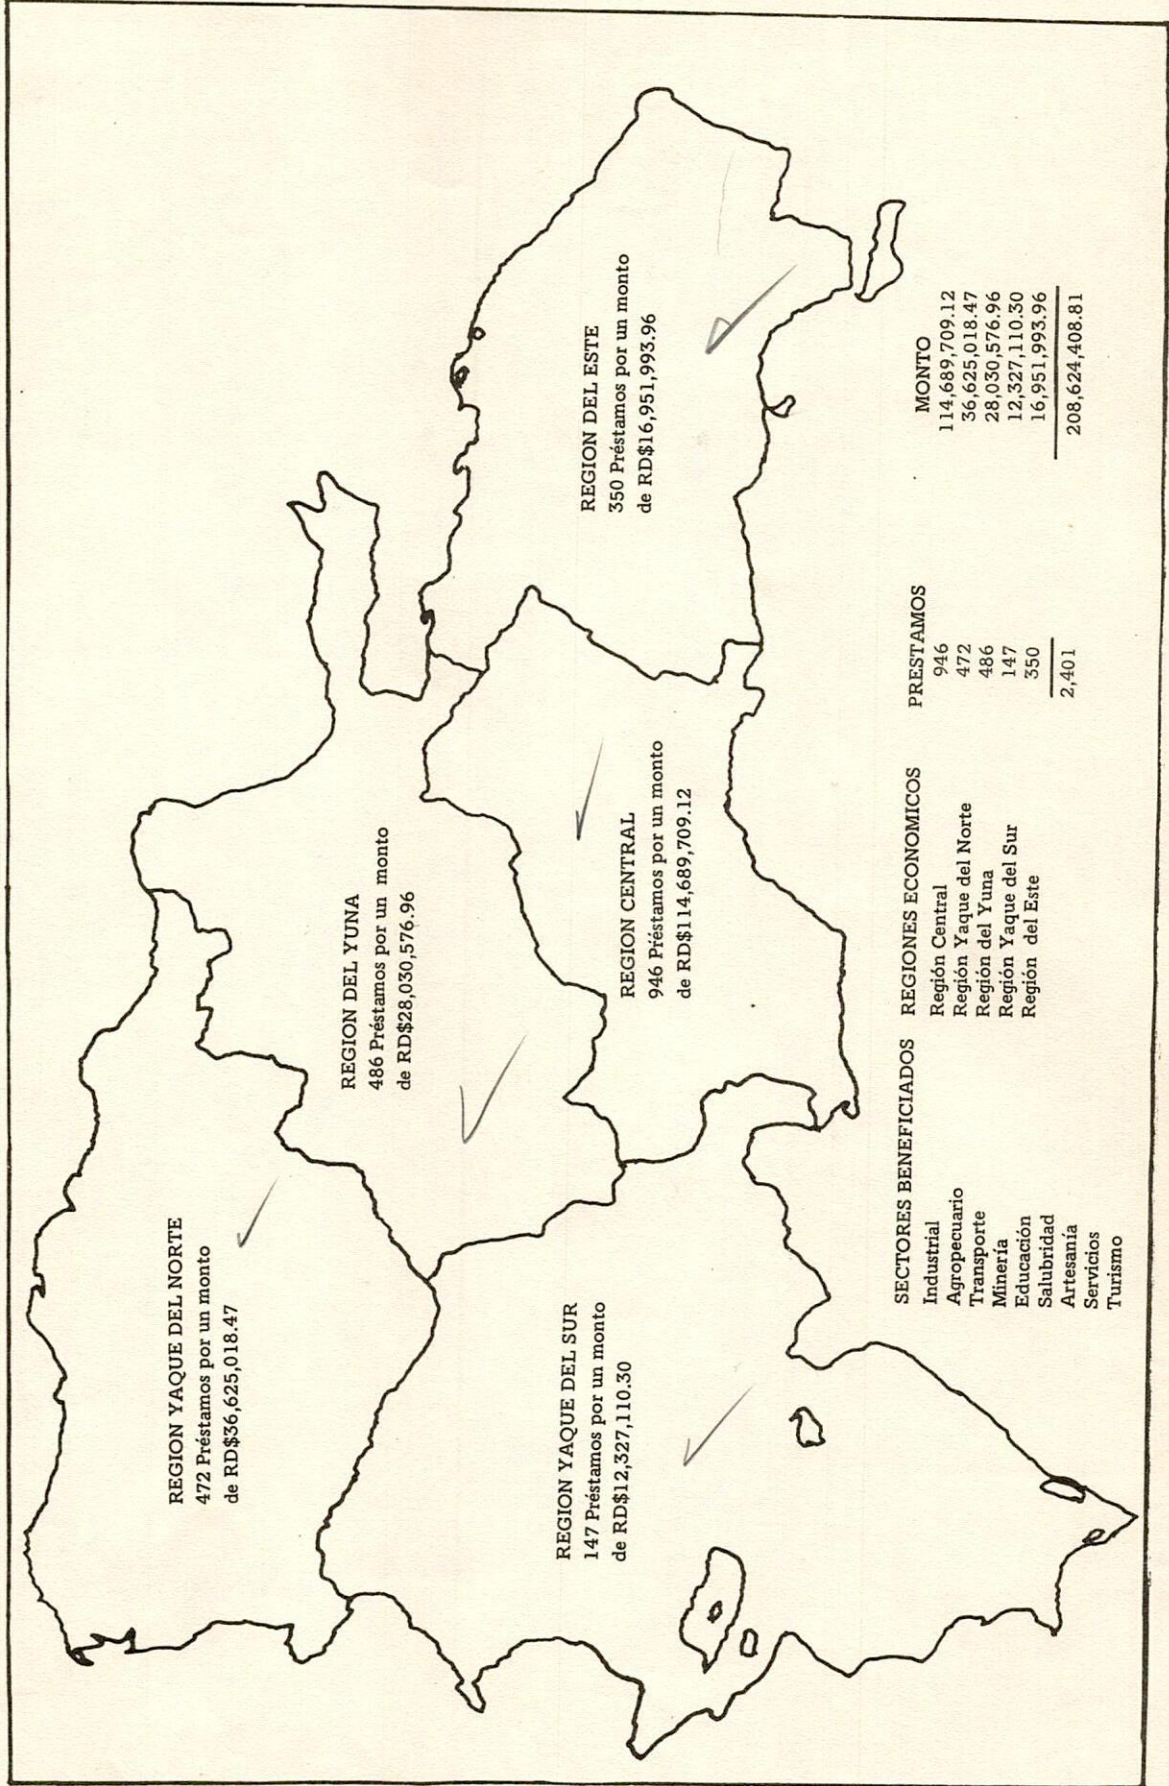 REGION YAQUE DEL NORTE
472 Préstamos por un monto
de RD$36,625,018.47
REGION DEL YUNA
486 Préstamos por un monto
de RD$28,030,576.96
REGION DEL ESTE
350 Préstamos por un monto
de RD$16,951,993.96
REGION YAQUE DEL SUR
147 Préstamos por un monto
de RD$12,327,110.30
REGION CENTRAL
946 Préstamos por un monto
de RD$114,689,709.12
SECTORES BENEFICIADOS
Industrial
Agropecuario
Transporte
Minería
Educación
Salubridad
Artesanía
Servicios
Turismo
REGIONES ECONOMICOS
Región Central
Región Yaque del Norte
Región del Yuna
Región Yaque del Sur
Región del Este
PRESTAMOS
946
472
486
147
350
2,401
MONTO
114,689,709.12
36,625,018.47
28,030,576.96
12,327,110.30
16,951,993.96
208,624,408.81